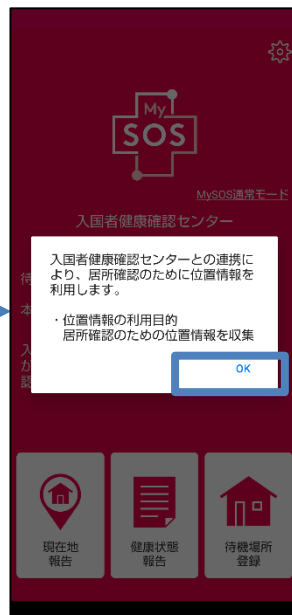 My
SOS
MySOS通常モード
入国者健康確認センター
入国者健康確認センターとの連携に
より、居所確認のために位置情報を
利用します。
・位置情報の利用目的
居所確認のための位置情報を収集
OK
待
本
入
が
認
現在地
報告
健康状態
報告
待機場所
登録